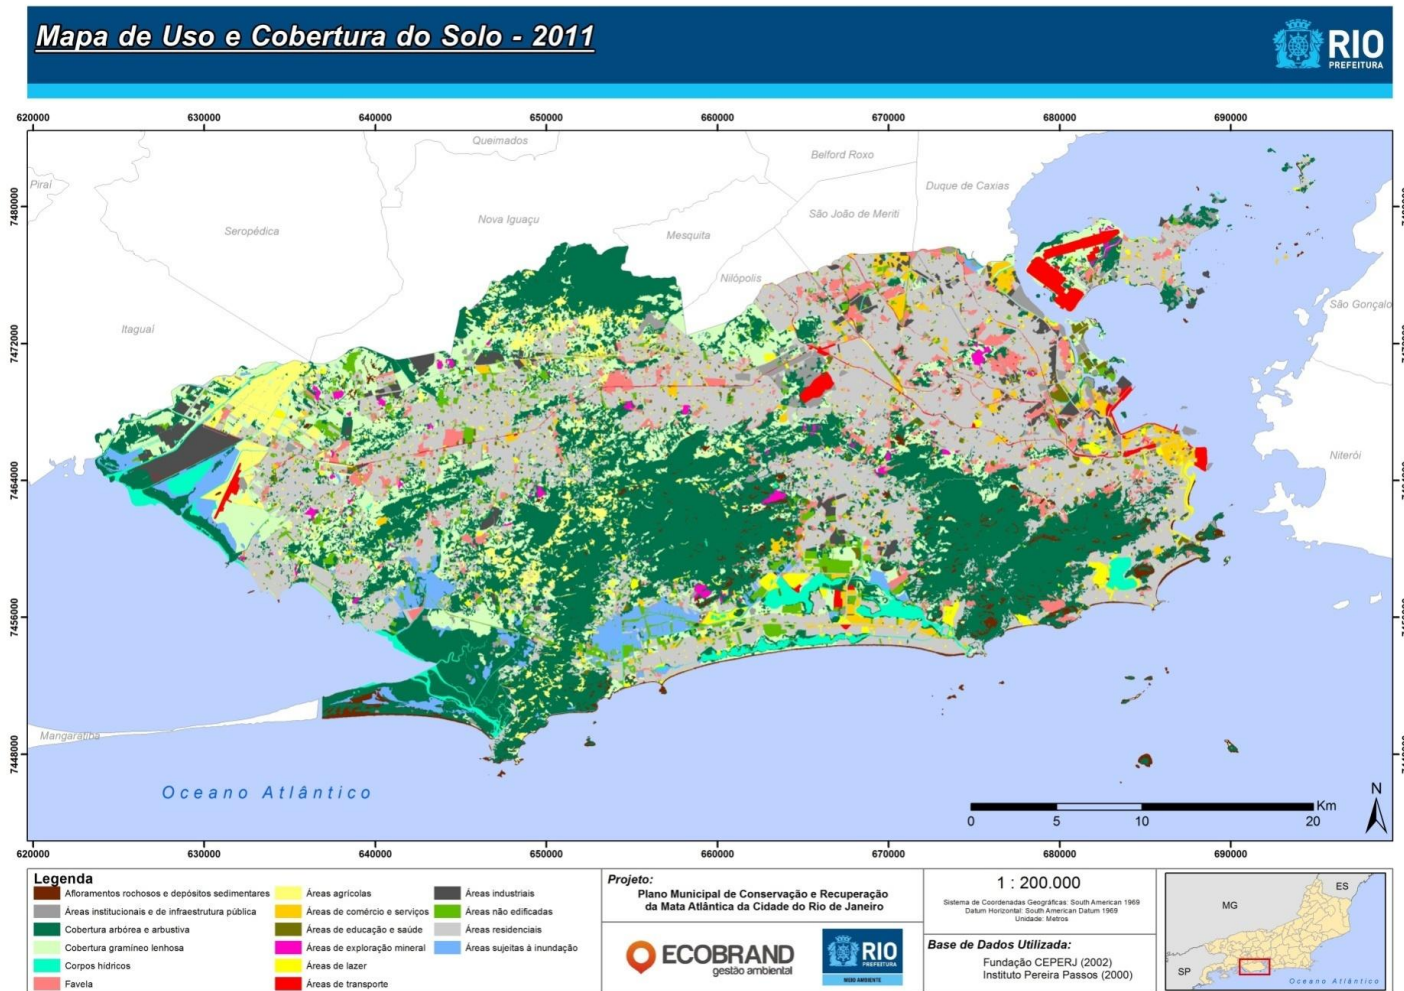 Mapa de Uso e Cobertura do Solo - 2011
RIO
PREFEITURA
620000 630000 640000 650000 660000 670000 680000 690000
Queimados
Belford Roxo
Piraí
Duque de Caxias
7480000
Seropédica
Nova Iguaçu
São João de Meriti
Mesquita
Nilópolis
São Gonçalo
Itaguaí
7472000
Niterói
7464000
7456000
Mangaratiba
7448000
Oceano Atlântico
N
Km
0 5 10 20
620000 630000 640000 650000 660000 670000 680000 690000
Legenda
Afloramentos rochosos e depósitos sedimentares
Áreas institucionais e de infraestrutura pública
Cobertura arbórea e arbustiva
Cobertura gramíneo lenhosa
Corpos hídricos
Favela
Áreas agrícolas
Áreas de comércio e serviços
Áreas de educação e saúde
Áreas de exploração mineral
Áreas de lazer
Áreas de transporte
Áreas industriais
Áreas não edificadas
Áreas residenciais
Áreas sujeitas à inundação
Projeto:
Plano Municipal de Conservação e Recuperação
da Mata Atlântica da Cidade do Rio de Janeiro
ECOBRAND
gestão ambiental
RIO
PREFEITURA
MEIO AMBIENTE
1 : 200.000
Sistema de Coordenadas Geográficas: South American 1969
Datum Horizontal: South American Datum 1969
Unidade: Metros
Base de Dados Utilizada:
Fundação CEPERJ (2002)
Instituto Pereira Passos (2000)
MG
ES
SP
Oceano Atlântico